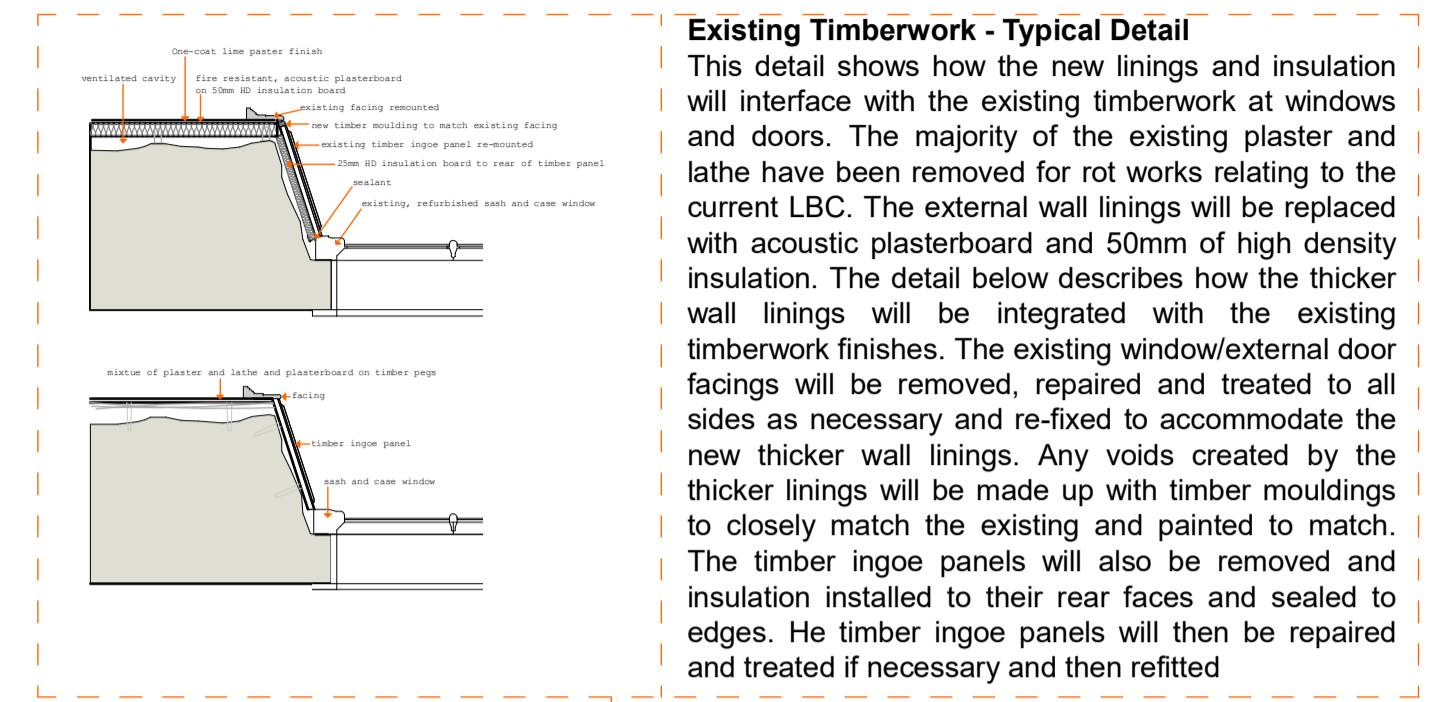 One-coat lime paster finish
ventilated cavity
fire resistant, acoustic plasterboard
on 50mm HD insulation board
existing facing remounted
new timber moulding to match existing facing
existing timber ingoe panel re-mounted
25mm HD insulation board to rear of timber panel
sealant
existing, refurbished sash and case window
mixtue of plaster and lathe and plasterboard on timber pegs
facing
timber ingoe panel
sash and case window
Existing Timberwork - Typical Detail
This detail shows how the new linings and insulation
will interface with the existing timberwork at windows
and doors. The majority of the existing plaster and
lathe have been removed for rot works relating to the
current LBC. The external wall linings will be replaced
with acoustic plasterboard and 50mm of high density
insulation. The detail below describes how the thicker
wall linings will be integrated with the existing
timberwork finishes. The existing window/external door
facings will be removed, repaired and treated to all
sides as necessary and re-fixed to accommodate the
new thicker wall linings. Any voids created by the
thicker linings will be made up with timber mouldings
to closely match the existing and painted to match.
The timber ingoe panels will also be removed and
insulation installed to their rear faces and sealed to
edges. He timber ingoe panels will then be repaired
and treated if necessary and then refitted